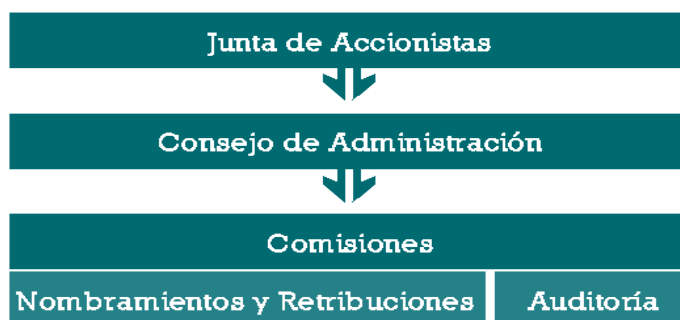 Junta de Accionistas
Consejo de Administración
Comisiones
Nombramientos y Retribuciones
Auditoría